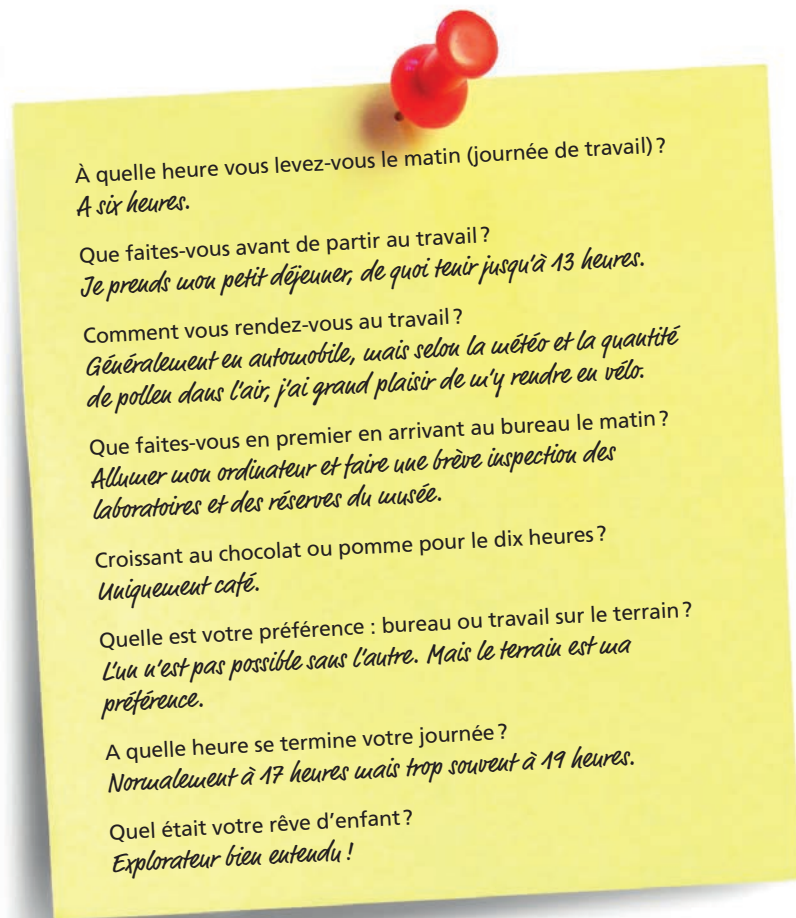 À quelle heure vous levez-vous le matin (journée de travail) ?
A six heures.
Que faites-vous avant de partir au travail ?
Je prends mon petit déjeuner, de quoi tenir jusqu'à 13 heures.
Comment vous rendez-vous au travail ?
Généralement en automobile, mais selon la météo et la quantité
de pollen dans l'air, j'ai grand plaisir de m'y rendre en vélo.
Que faites-vous en premier en arrivant au bureau le matin ?
Allumer mon ordinateur et faire une brève inspection des
laboratoires et des réserves du musée.
Croissant au chocolat ou pomme pour le dix heures ?
Uniquement café.
Quelle est votre préférence : bureau ou travail sur le terrain ?
L'un n'est pas possible sans l'autre. Mais le terrain est ma
préférence.
A quelle heure se termine votre journée ?
Normalement à 17 heures mais trop souvent à 19 heures.
Quel était votre rêve d'enfant ?
Explorateur bien entendu !